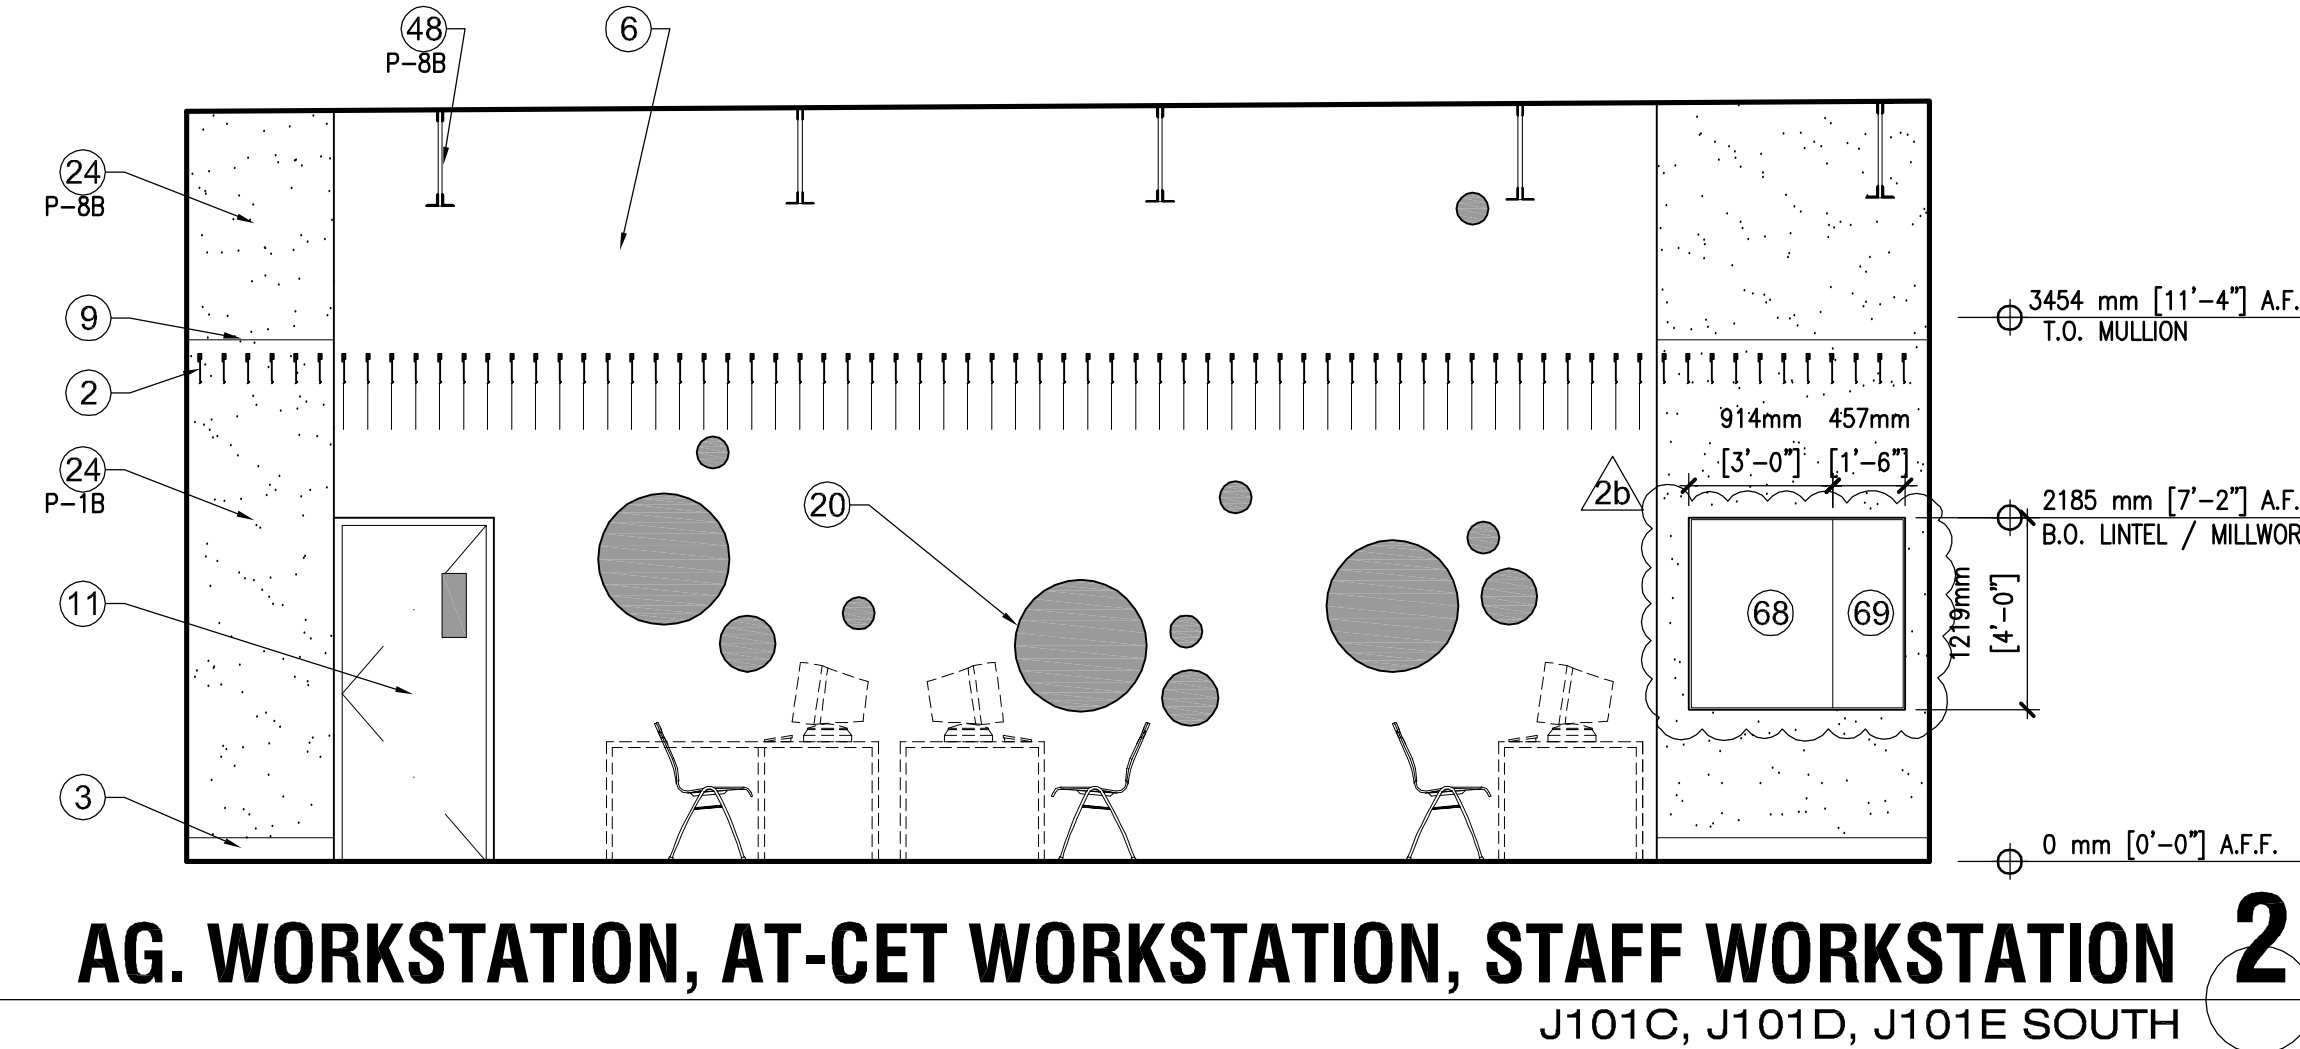 48
P-8B
6
24
P-8B
9
2
24
P-1B
11
3
20
2b
914mm 457mm
[3'-0"] [1'-6"]
68 69
1219mm
[4'-0"]
3454 mm [11'-4"] A.F.
T.O. MULLION
2185 mm [7'-2"] A.F.
B.O. LINTEL / MILLWOR
0 mm [0'-0"] A.F.F.
AG. WORKSTATION, AT-CET WORKSTATION, STAFF WORKSTATION 2
J101C, J101D, J101E SOUTH